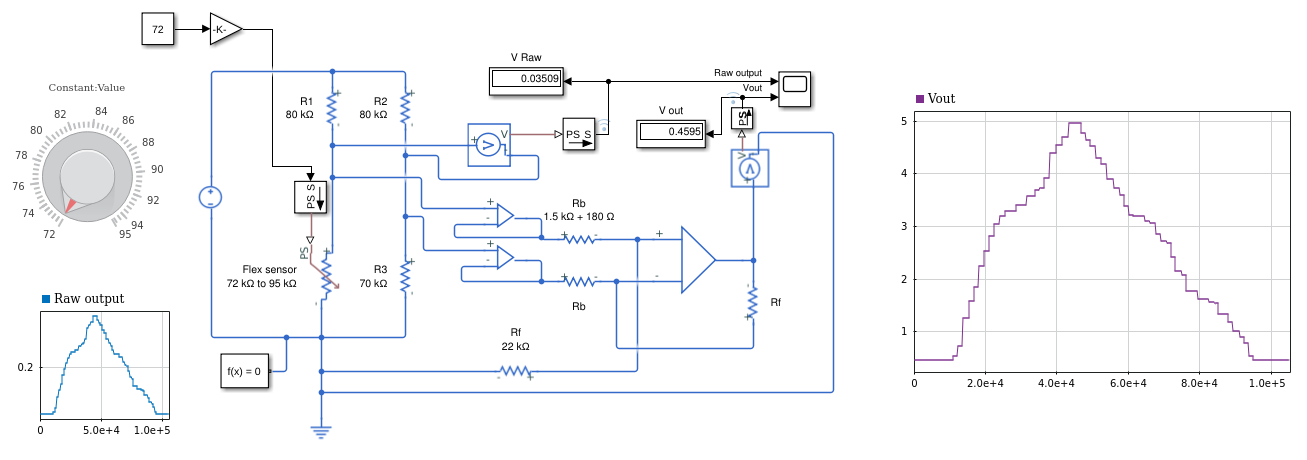 72
-K-
Constant:Value
72
74
76
78
80
82
84
86
88
90
92
94
95
Raw output
0.2
0
5.0e+4
1.0e+5
R1
80 kΩ
R2
80 kΩ
PS S
PS
Flex sensor
72 kΩ to 95 kΩ
R3
70 kΩ
f(x) = 0
V Raw
0.03509
V
V
PS S
Raw output
Vout
V out
0.4595
PS S
V
V
Rb
1.5 kΩ + 180 Ω
Rb
Rf
22 kΩ
Rf
Vout
5
4
3
2
1
0
2.0e+4
4.0e+4
6.0e+4
8.0e+4
1.0e+5